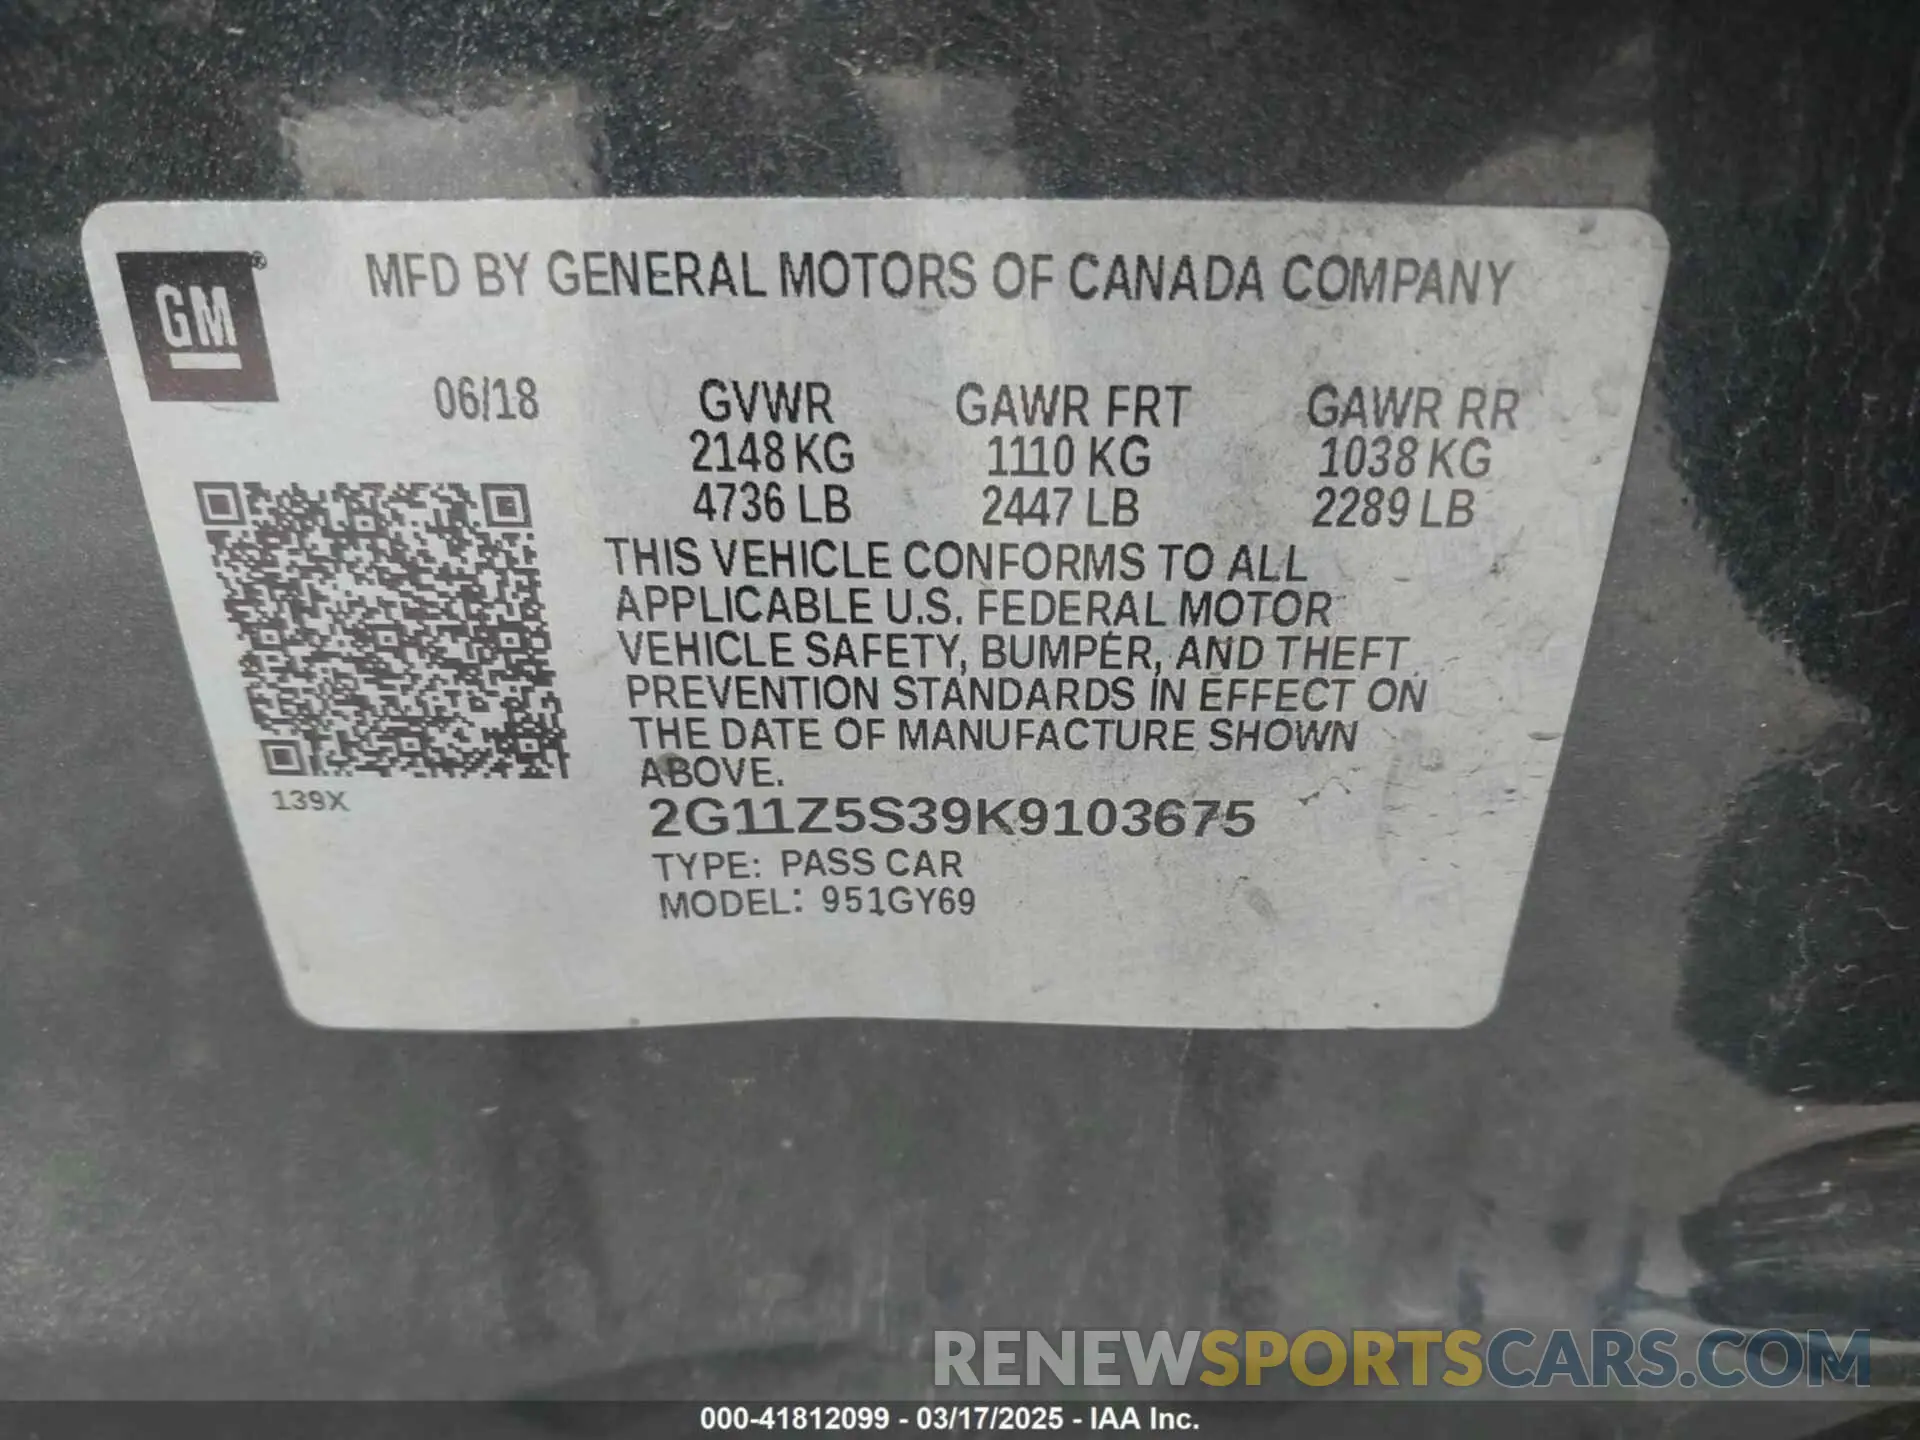 GM®
MFD BY GENERAL MOTORS OF CANADA COMPANY
06/18
GVWR
2148 KG
4736 LB
GAWR FRT
1110 KG
2447 LB
GAWR RR
1038 KG
2289 LB
THIS VEHICLE CONFORMS TO ALL
APPLICABLE U.S. FEDERAL MOTOR
VEHICLE SAFETY, BUMPER, AND THEFT
PREVENTION STANDARDS IN EFFECT ON
THE DATE OF MANUFACTURE SHOWN
ABOVE.
139X
2G11Z5S39K9103675
TYPE: PASS CAR
MODEL: 951GY69
RENEWSPORTSCARS.COM
000-41812099 - 03/17/2025 - IAA Inc.